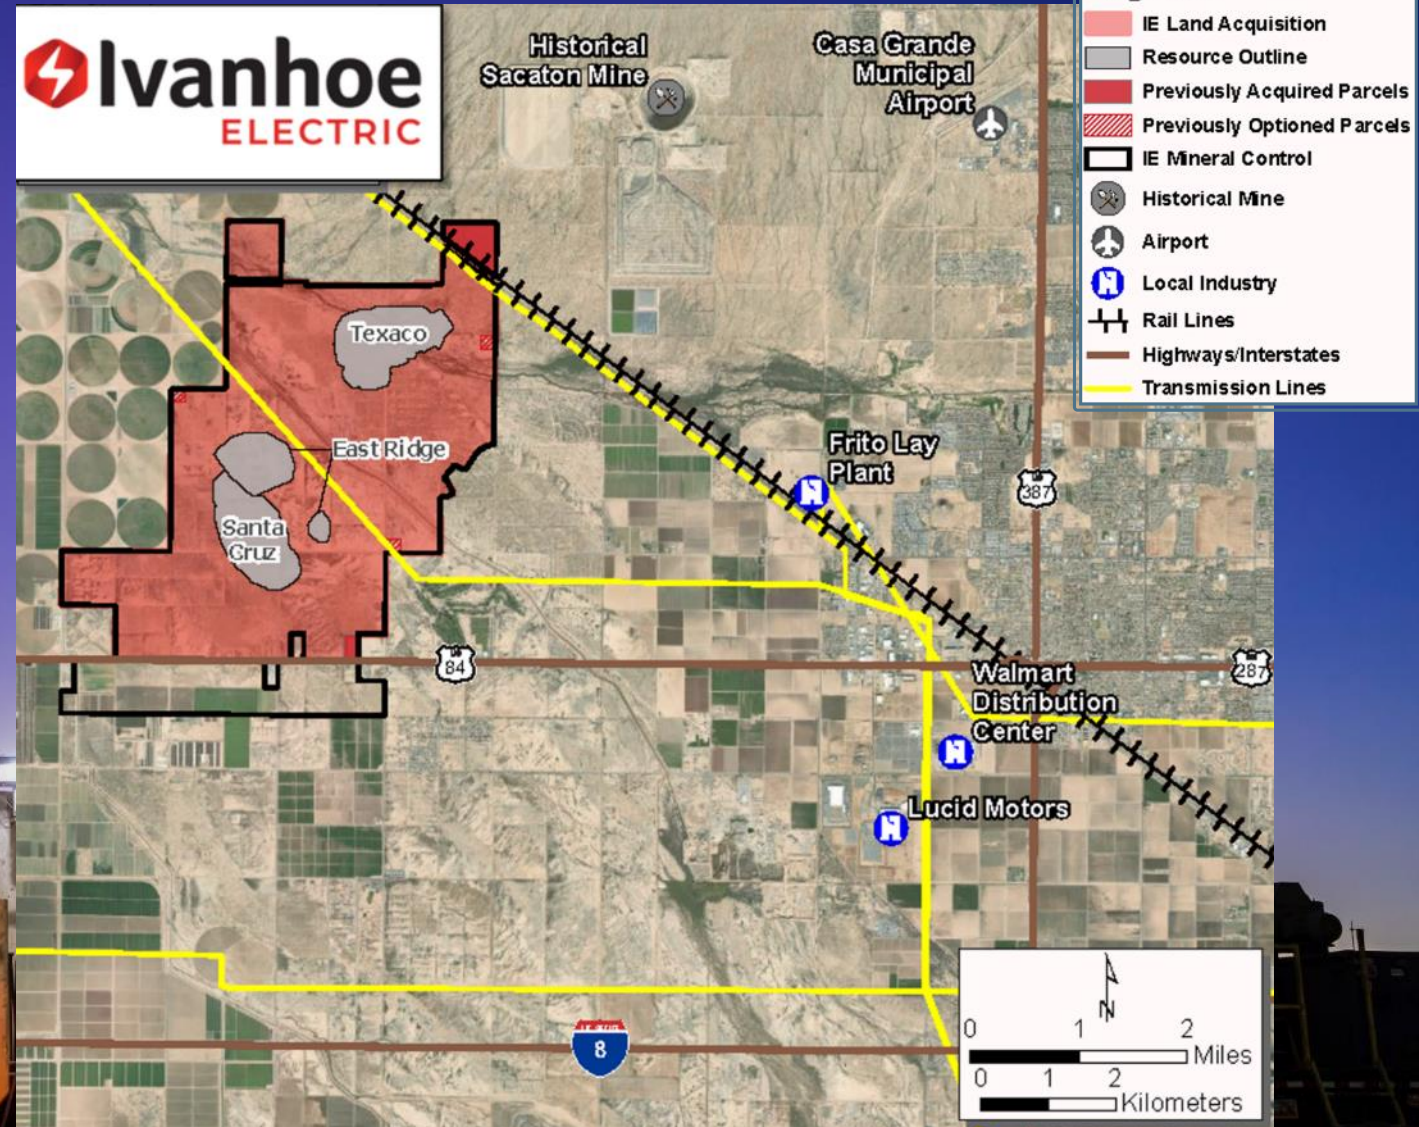 Ivanhoe
ELECTRIC
Historical
Sacaton Mine
Casa Grande
Municipal
Airport
IE Land Acquisition
Resource Outline
Previously Acquired Parcels
Previously Optioned Parcels
IE Mineral Control
Historical Mine
Airport
Local Industry
Rail Lines
Highways/Interstates
Transmission Lines
Texaco
East Ridge
Santa
Cruz
Frito Lay
Plant
387
84
287
Walmart
Distribution
Center
Lucid Motors
8
N
0 1 2
Miles
0 1 2
Kilometers